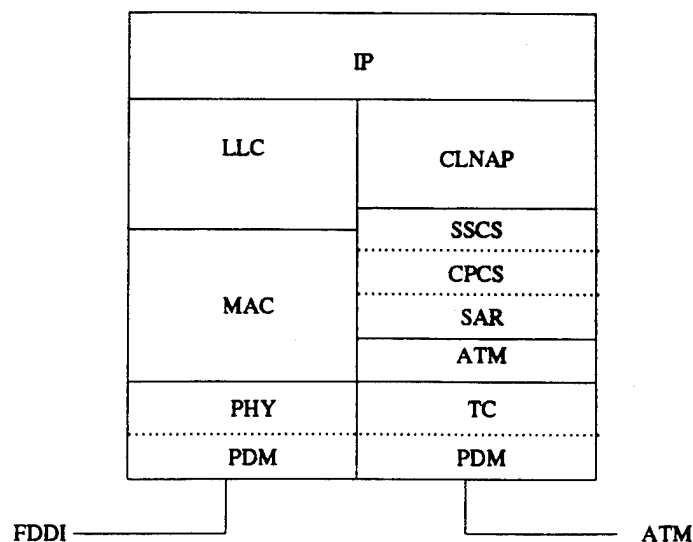 IP
LLC
CLNAP
SSCS
CPCS
MAC
SAR
ATM
PHY
TC
PDM
PDM
FDDI
ATM